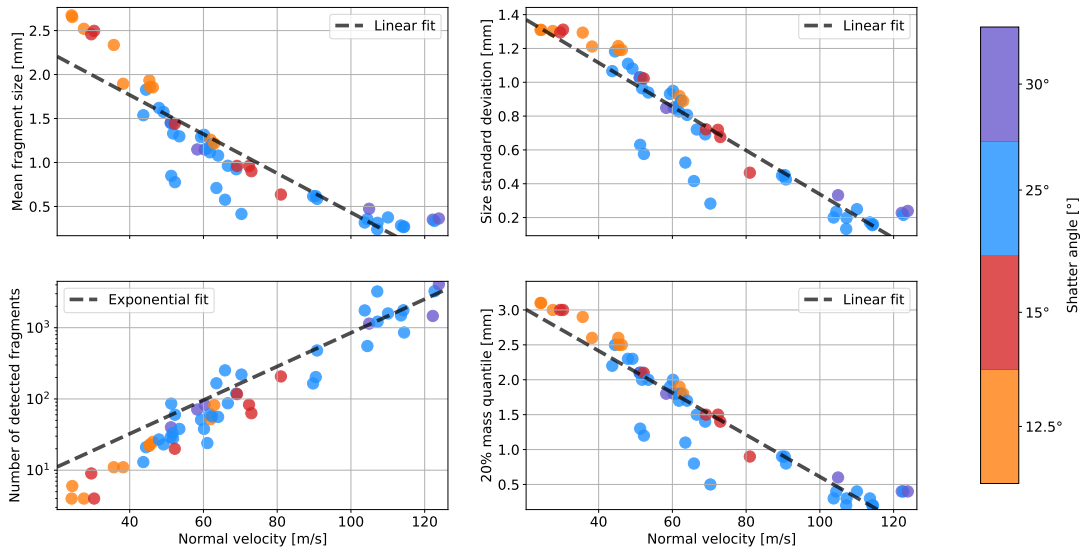 Mean fragment size [mm]
2.5
2.0
1.5
1.0
0.5
Linear fit
Size standard deviation [mm]
1.4
1.2
1.0
0.8
0.6
0.4
0.2
Linear fit
Number of detected fragments
10³
10²
10¹
Exponential fit
40 60 80 100 120
Normal velocity [m/s]
20% mass quantile [mm]
3.0
2.5
2.0
1.5
1.0
0.5
Linear fit
40 60 80 100 120
Normal velocity [m/s]
30°
25°
15°
12.5°
Shatter angle [°]